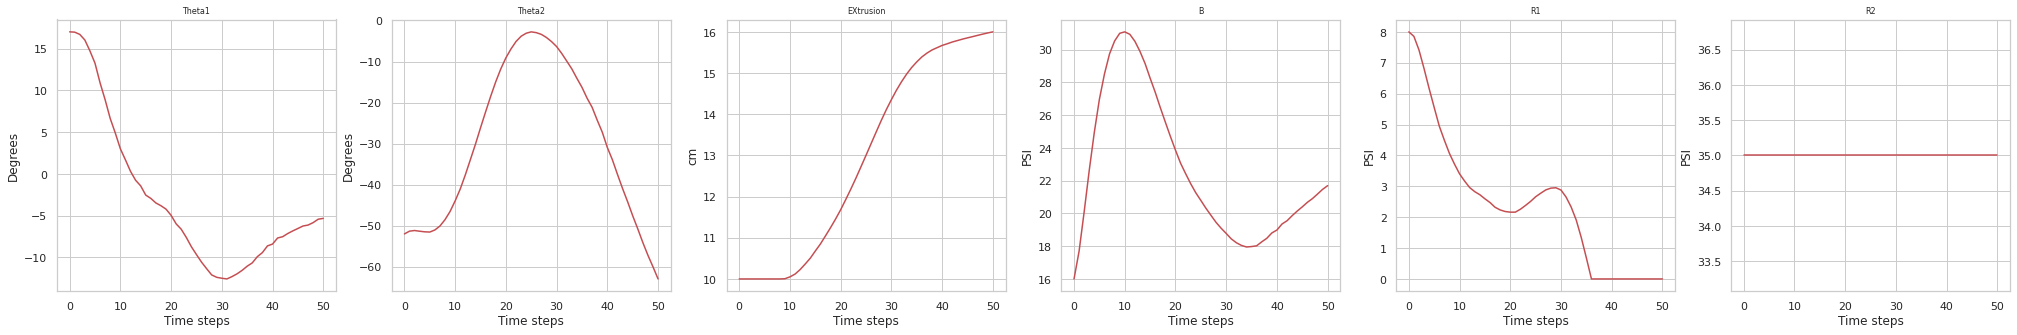 Theta1
Degrees
15
10
5
0
−5
−10
0 10 20 30 40 50
Time steps
Theta2
Degrees
0
−10
−20
−30
−40
−50
−60
0 10 20 30 40 50
Time steps
EXtrusion
cm
16
15
14
13
12
11
10
0 10 20 30 40 50
Time steps
B
PSI
30
28
26
24
22
20
18
16
0 10 20 30 40 50
Time steps
R1
PSI
8
7
6
5
4
3
2
1
0
0 10 20 30 40 50
Time steps
R2
PSI
36.5
36.0
35.5
35.0
34.5
34.0
33.5
0 10 20 30 40 50
Time steps